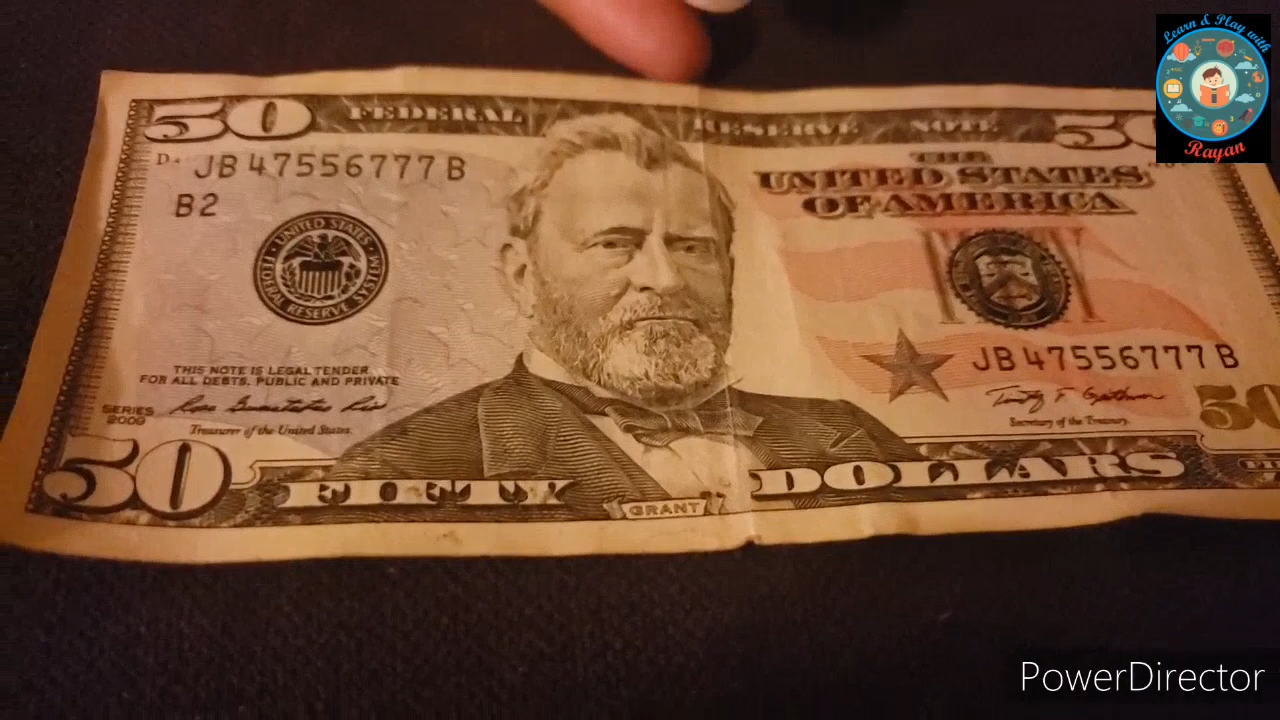 Learn & Play with
Rayan
50 FEDERAL RESERVE NOTE 50
JB 47556777 B
B2
THE
UNITED STATES
OF AMERICA
UNITED STATES
FEDERAL RESERVE SYSTEM
THIS NOTE IS LEGAL TENDER
FOR ALL DEBTS, PUBLIC AND PRIVATE
JB 47556777 B
SERIES
2009
Treasurer of the United States.
Secretary of the Treasury.
50
50 FIFTY GRANT DOLLARS
PowerDirector